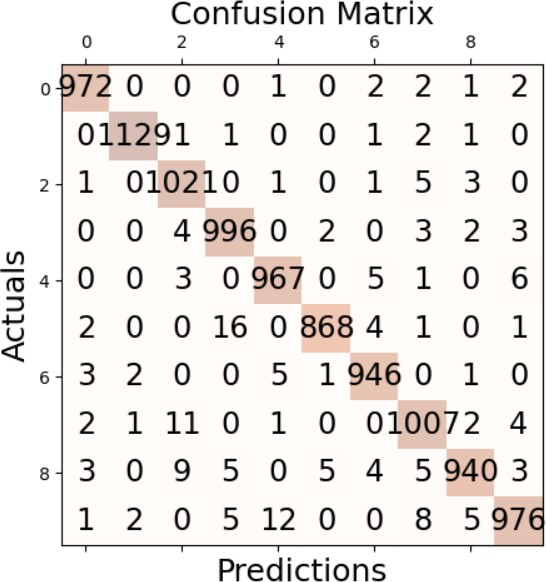 Confusion Matrix
0 2 4 6 8
0 972 0 0 0 1 0 2 2 1 2
0 1129 1 1 0 0 1 2 1 0
2 1 0 1021 0 1 0 1 5 3 0
0 0 4 996 0 2 0 3 2 3
4 0 0 3 0 967 0 5 1 0 6
2 0 0 16 0 868 4 1 0 1
6 3 2 0 0 5 1 946 0 1 0
2 1 11 0 1 0 0 1007 2 4
8 3 0 9 5 0 5 4 5 940 3
1 2 0 5 12 0 0 8 5 976
Actuals
Predictions